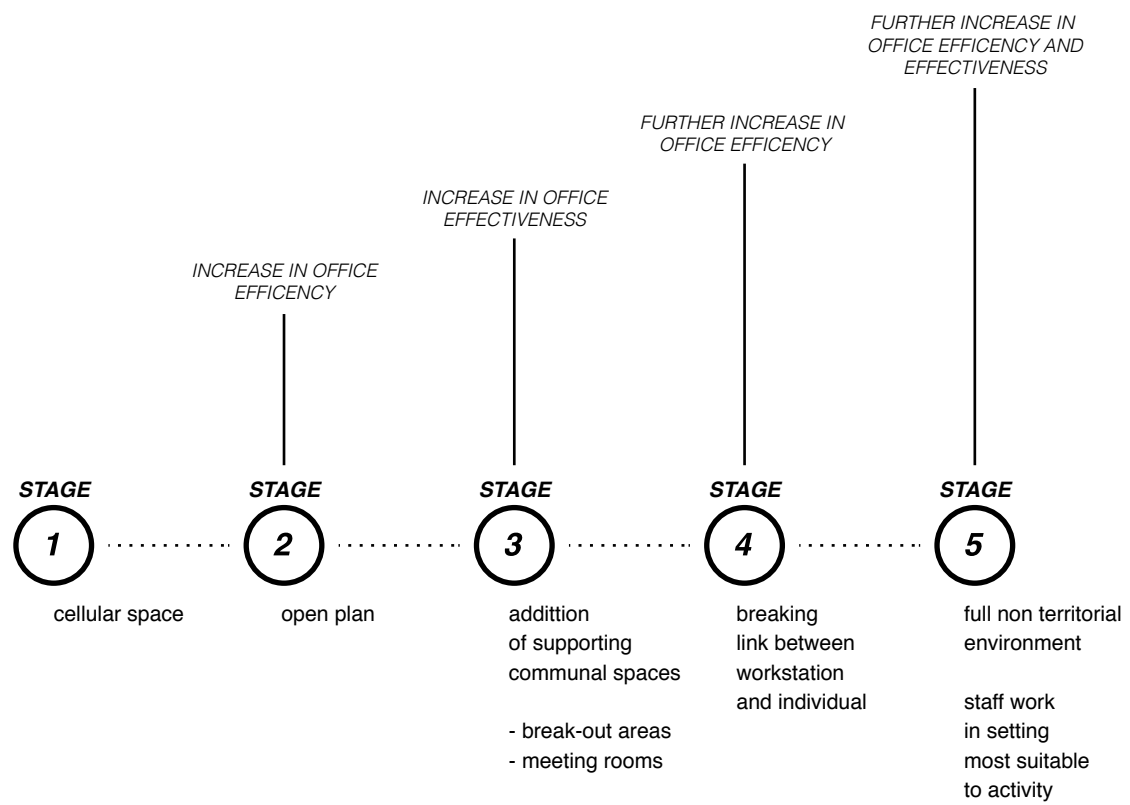 FURTHER INCREASE IN
OFFICE EFFICENCY AND
EFFECTIVENESS
FURTHER INCREASE IN
OFFICE EFFICENCY
INCREASE IN OFFICE
EFFECTIVENESS
INCREASE IN OFFICE
EFFICENCY
STAGE
1
cellular space
STAGE
2
open plan
STAGE
3
addittion
of supporting
communal spaces
- break-out areas
- meeting rooms
STAGE
4
breaking
link between
workstation
and individual
STAGE
5
full non territorial
environment
staff work
in setting
most suitable
to activity